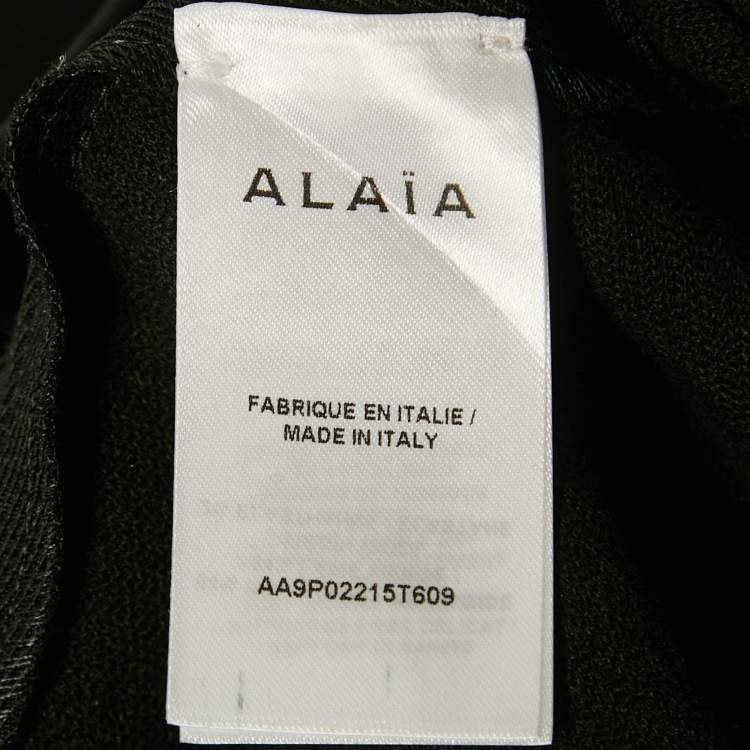 ALAÏA
FABRIQUE EN ITALIE /
MADE IN ITALY
AA9P02215T609